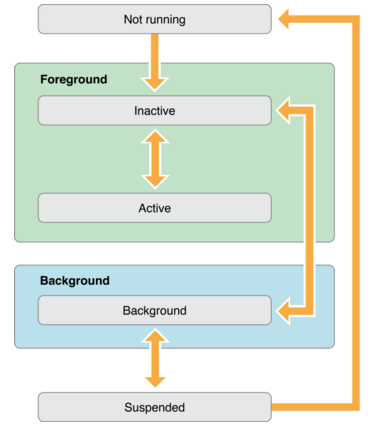 Not running
Foreground
Inactive
Active
Background
Background
Suspended